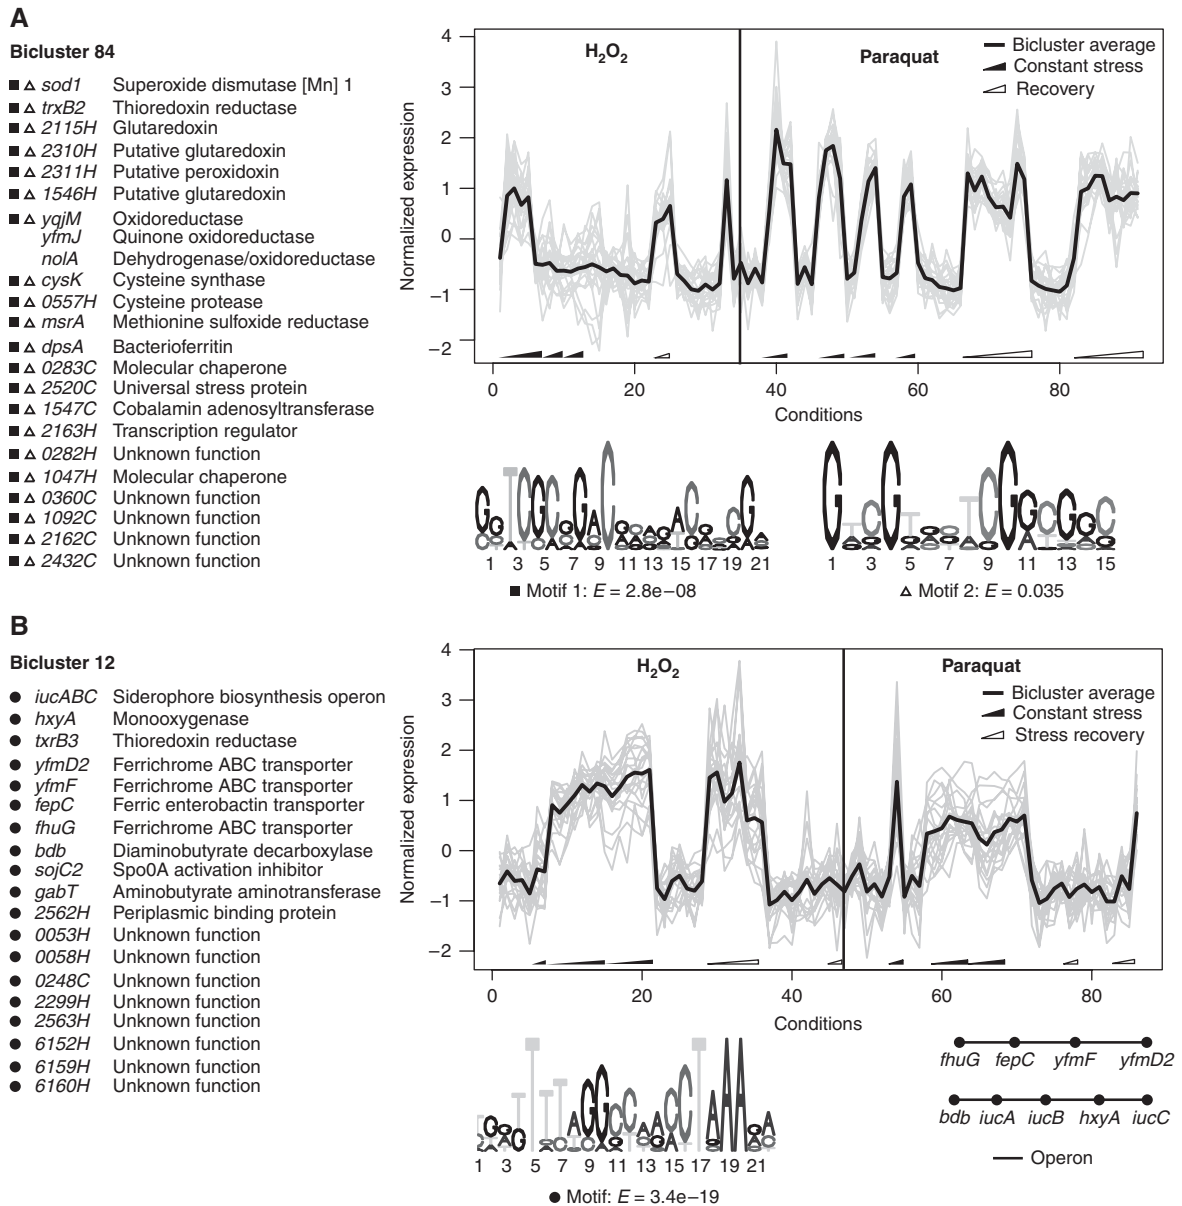 A
Bicluster 84
■ △ sod1 Superoxide dismutase [Mn] 1
■ △ trxB2 Thioredoxin reductase
■ △ 2115H Glutaredoxin
■ △ 2310H Putative glutaredoxin
■ △ 2311H Putative peroxidoxin
■ △ 1546H Putative glutaredoxin
■ △ yqjM Oxidoreductase
yfmJ Quinone oxidoreductase
nolA Dehydrogenase/oxidoreductase
■ △ cysK Cysteine synthase
■ △ 0557H Cysteine protease
■ △ msrA Methionine sulfoxide reductase
■ △ dpsA Bacterioferritin
■ △ 0283C Molecular chaperone
■ △ 2520C Universal stress protein
■ △ 1547C Cobalamin adenosyltransferase
■ △ 2163H Transcription regulator
■ △ 0282H Unknown function
■ △ 1047H Molecular chaperone
■ △ 0360C Unknown function
■ △ 1092C Unknown function
■ △ 2162C Unknown function
■ △ 2432C Unknown function
Normalized expression
4
3
2
1
0
−1
−2
H2O2
Paraquat
Bicluster average
Constant stress
Recovery
0 20 40 60 80
Conditions
1 3 5 7 9 11 13 15 17 19 21
■ Motif 1: E = 2.8e−08
1 3 5 7 9 11 13 15
△ Motif 2: E = 0.035
B
Bicluster 12
● iucABC Siderophore biosynthesis operon
● hxyA Monooxygenase
● txrB3 Thioredoxin reductase
● yfmD2 Ferrichrome ABC transporter
● yfmF Ferrichrome ABC transporter
● fepC Ferric enterobactin transporter
● fhuG Ferrichrome ABC transporter
● bdb Diaminobutyrate decarboxylase
● sojC2 Spo0A activation inhibitor
● gabT Aminobutyrate aminotransferase
● 2562H Periplasmic binding protein
● 0053H Unknown function
● 0058H Unknown function
● 0248C Unknown function
● 2299H Unknown function
● 2563H Unknown function
● 6152H Unknown function
● 6159H Unknown function
● 6160H Unknown function
Normalized expression
4
3
2
1
0
−1
−2
H2O2
Paraquat
Bicluster average
Constant stress
Stress recovery
0 20 40 60 80
Conditions
1 3 5 7 9 11 13 15 17 19 21
● Motif: E = 3.4e−19
fhuG fepC yfmF yfmD2
bdb iucA iucB hxyA iucC
Operon